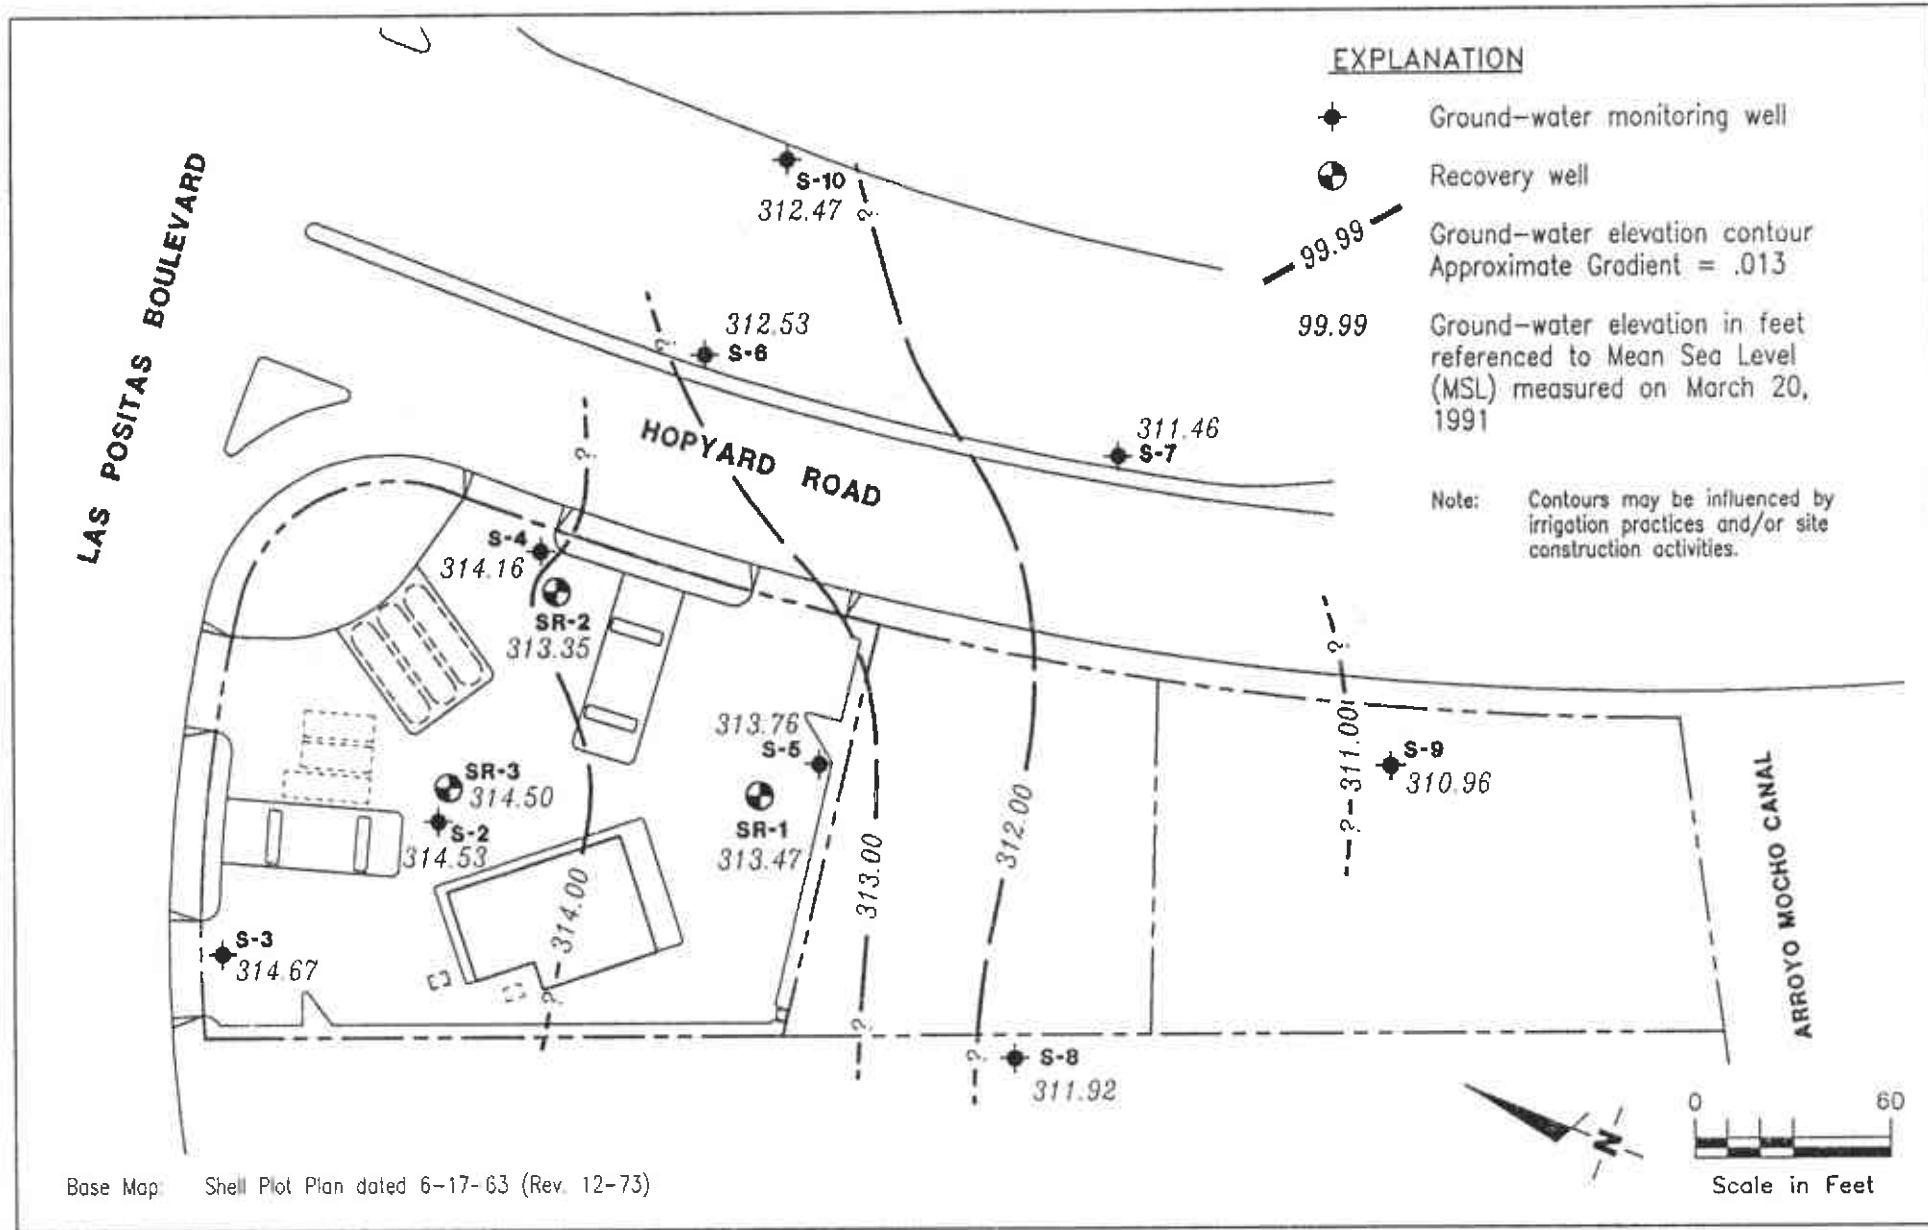 EXPLANATION
Ground-water monitoring well
Recovery well
99.99
Ground-water elevation contour
Approximate Gradient = .013
99.99
Ground-water elevation in feet
referenced to Mean Sea Level
(MSL) measured on March 20,
1991
Note: Contours may be influenced by
irrigation practices and/or site
construction activities.
LAS POSITAS BOULEVARD
S-10
312.47
?
312.53
S-6
?
311.46
S-7
HOPYARD ROAD
?
S-4
314.16
SR-2
313.35
313.76
S-5
SR-3
314.50
S-2
314.53
SR-1
313.47
S-3
314.67
314.00
?
313.00
?
312.00
?
?
311.00
?
S-9
310.96
S-8
311.92
ARROYO MOCHO CANAL
N
0 60
Scale in Feet
Base Map: Shell Plot Plan dated 6-17-63 (Rev. 12-73)